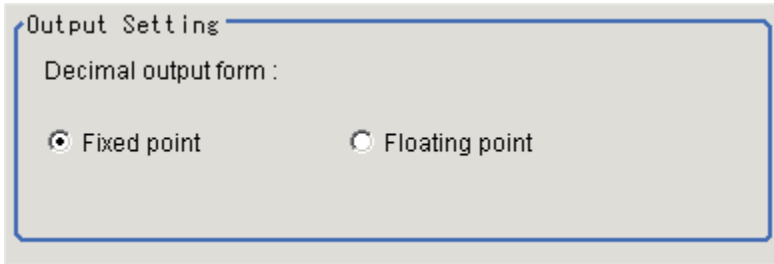 Output Setting
Decimal output form :
Fixed point Floating point